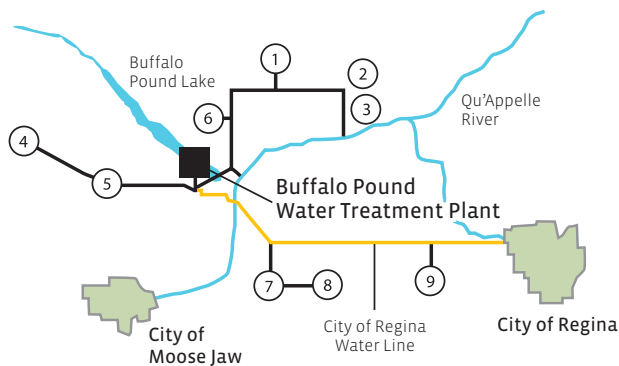 Buffalo
Pound Lake
1
2
3
Qu'Appelle
River
6
4
5
Buffalo Pound
Water Treatment Plant
7
8
9
City of
Moose Jaw
City of Regina
Water Line
City of Regina